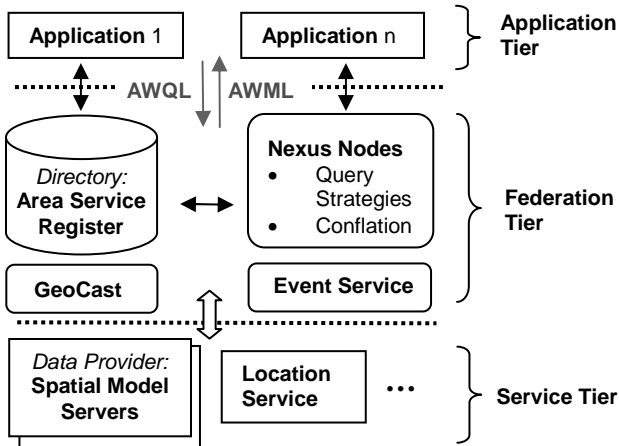 Application 1
Application n
Application
Tier
AWQL
AWML
Directory:
Area Service
Register
Nexus Nodes
• Query
Strategies
• Conflation
Federation
Tier
GeoCast
Event Service
Data Provider:
Spatial Model
Servers
Location
Service
...
Service Tier